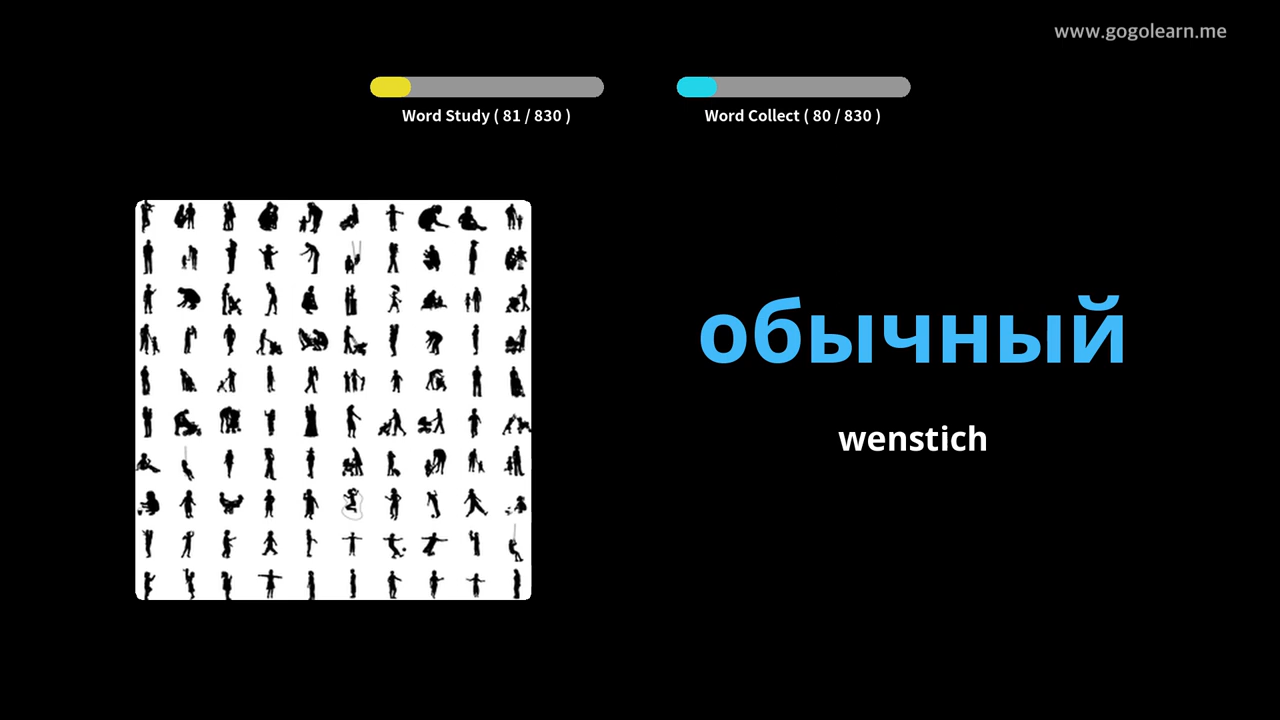 www.gogolearn.me
Word Study ( 81 / 830 )
Word Collect ( 80 / 830 )
обычный
wenstich